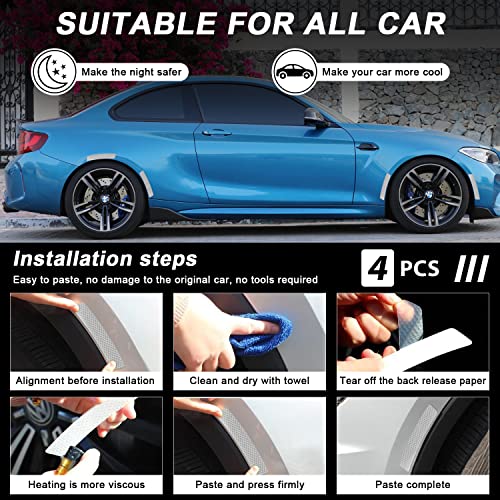 SUITABLE FOR ALL CAR
Make the night safer
Make your car more cool
Installation steps
Easy to paste, no damage to the original car, no tools required
4 PCS
Alignment before installation
Clean and dry with towel
Tear off the back release paper
Heating is more viscous
Paste and press firmly
Paste complete